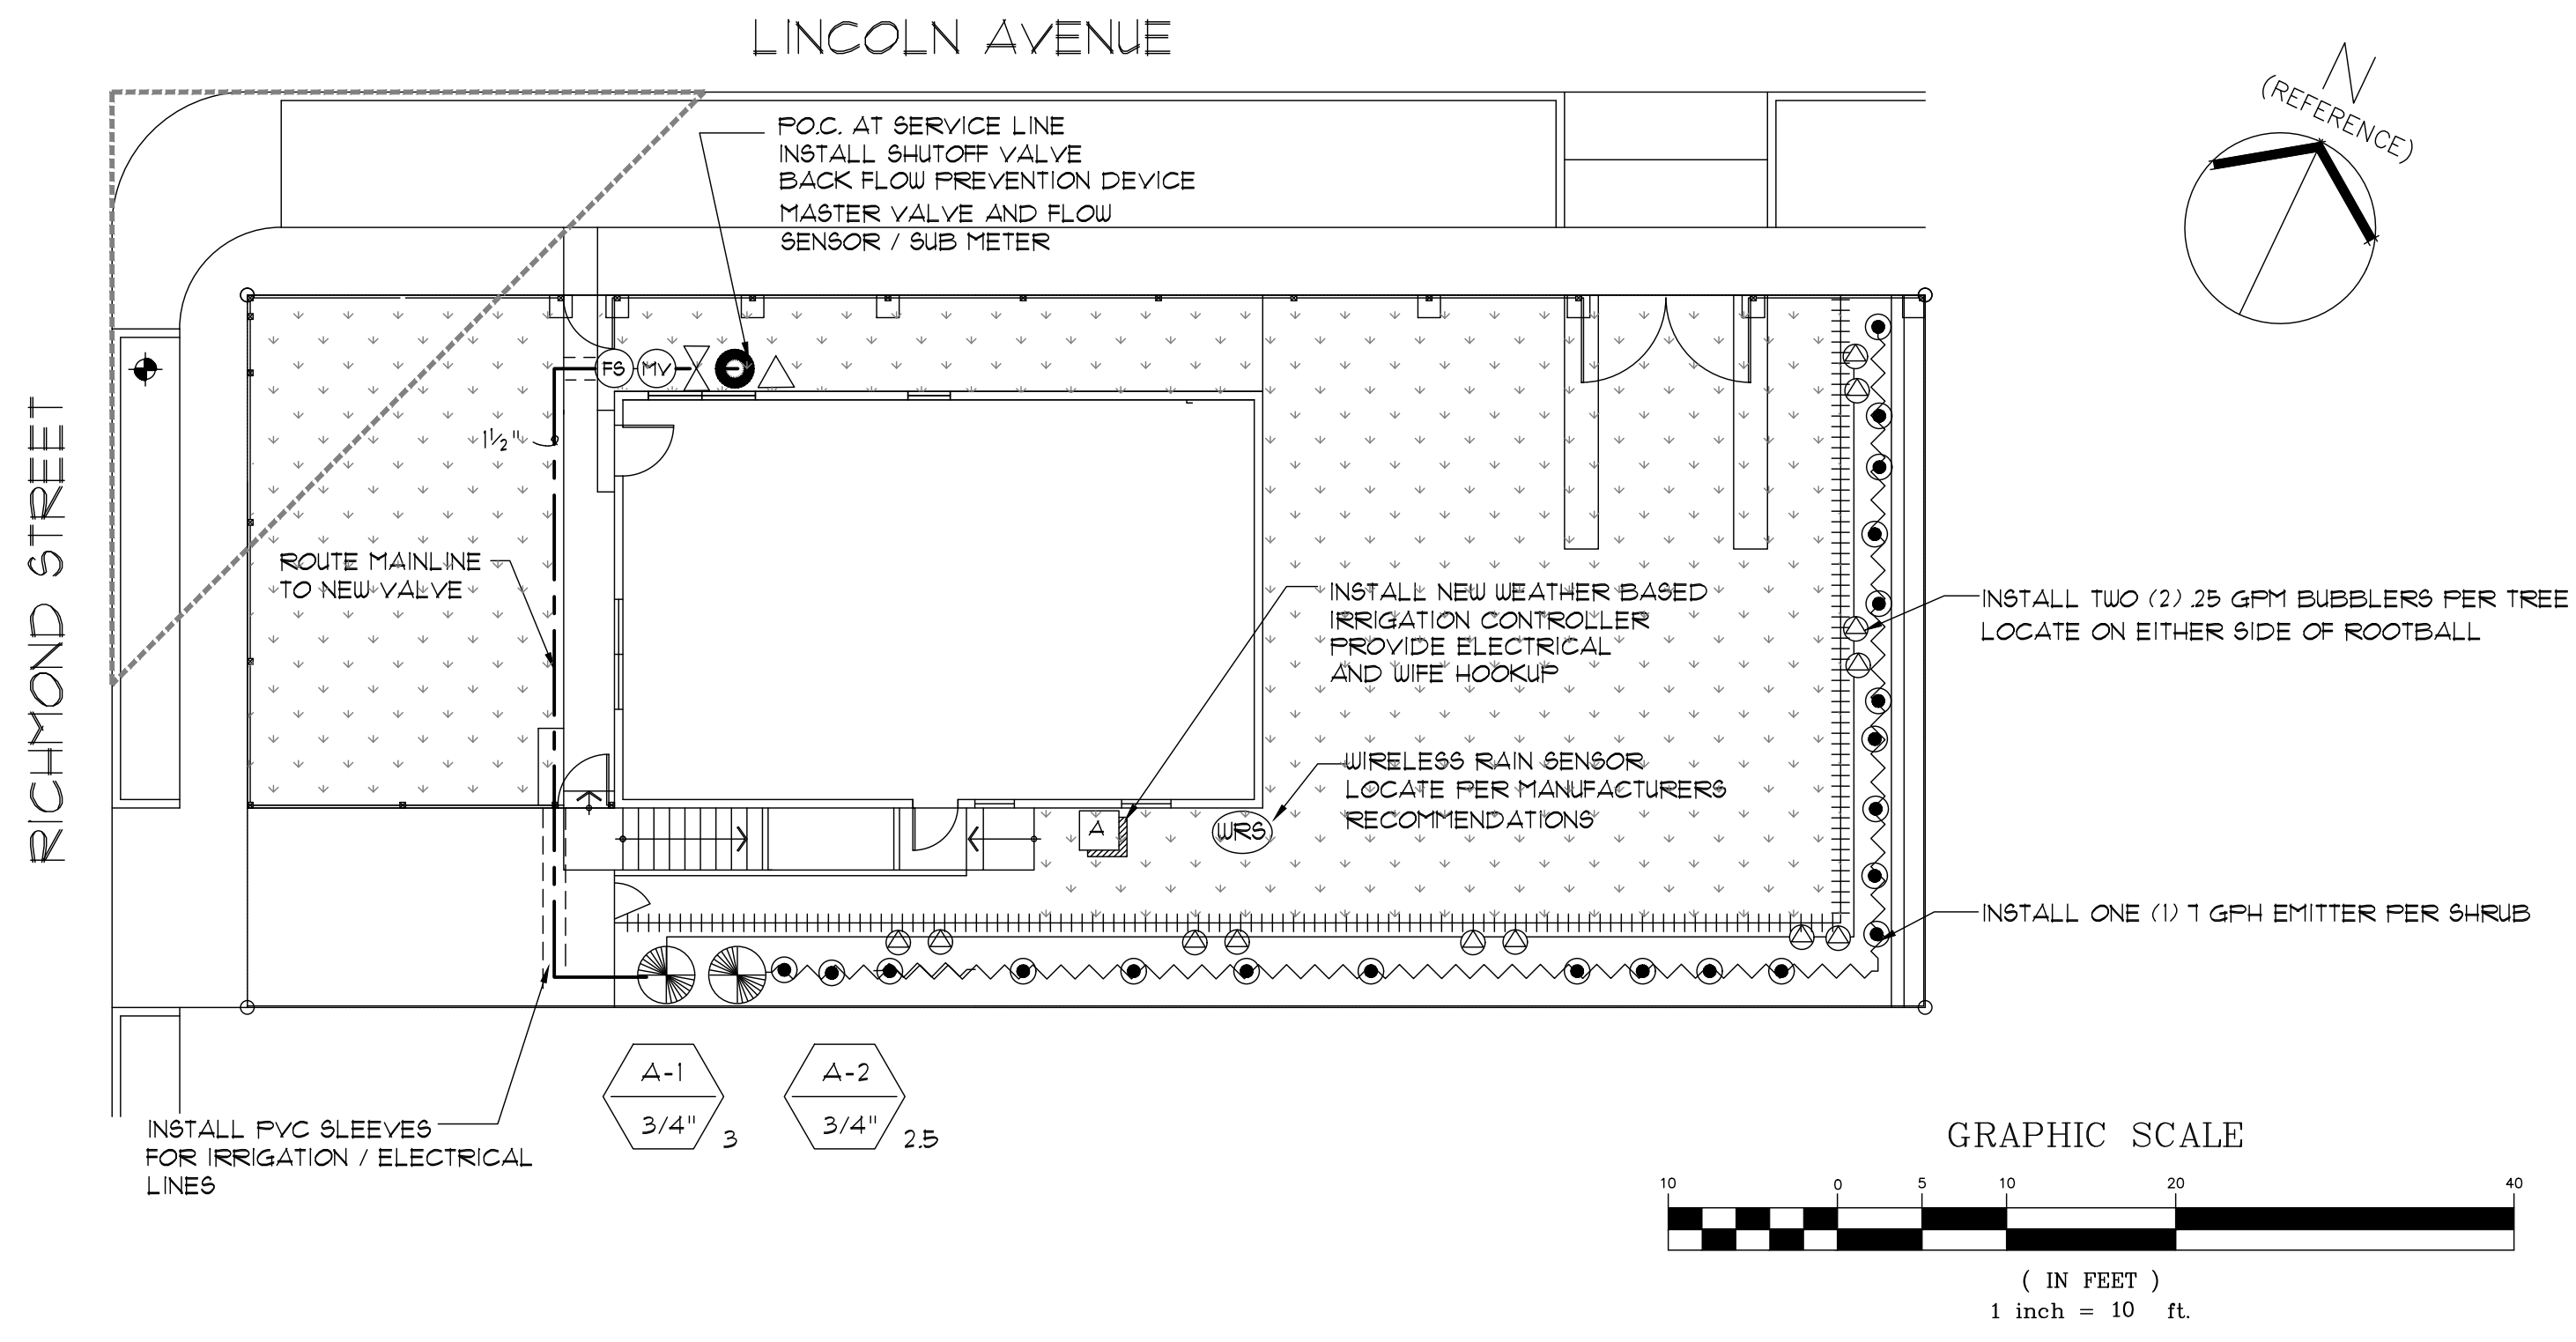 LINCOLN AVENUE
N
(REFERENCE)
P.O.C. AT SERVICE LINE
INSTALL SHUTOFF VALVE
BACK FLOW PREVENTION DEVICE
MASTER VALVE AND FLOW
SENSOR / SUB METER
FS
MV
1½"
RICHMOND STREET
ROUTE MAINLINE
TO NEW VALVE
INSTALL NEW WEATHER BASED
IRRIGATION CONTROLLER
PROVIDE ELECTRICAL
AND WIFE HOOKUP
INSTALL TWO (2) .25 GPM BUBBLERS PER TREE
LOCATE ON EITHER SIDE OF ROOTBALL
WIRELESS RAIN SENSOR
LOCATE PER MANUFACTURERS
RECOMMENDATIONS
A
WRS
INSTALL ONE (1) 7 GPH EMITTER PER SHRUB
A-1
3/4"
3
A-2
3/4"
2.5
INSTALL PVC SLEEVES
FOR IRRIGATION / ELECTRICAL
LINES
GRAPHIC SCALE
10 0 5 10 20 40
( IN FEET )
1 inch = 10 ft.